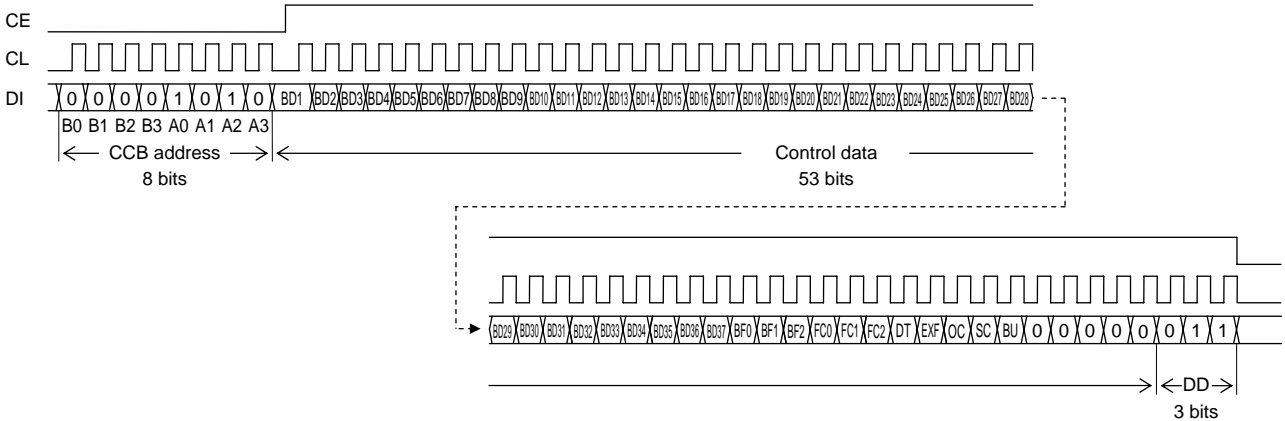 CE
CL
DI 0 0 0 0 1 0 1 0 BD1 BD2 BD3 BD4 BD5 BD6 BD7 BD8 BD9 BD10 BD11 BD12 BD13 BD14 BD15 BD16 BD17 BD18 BD19 BD20 BD21 BD22 BD23 BD24 BD25 BD26 BD27 BD28
B0 B1 B2 B3 A0 A1 A2 A3
CCB address Control data
8 bits 53 bits
BD29 BD30 BD31 BD32 BD33 BD34 BD35 BD36 BD37 BF0 BF1 BF2 FC0 FC1 FC2 DT EXF OC SC BU 0 0 0 0 0 0 1 1
DD
3 bits